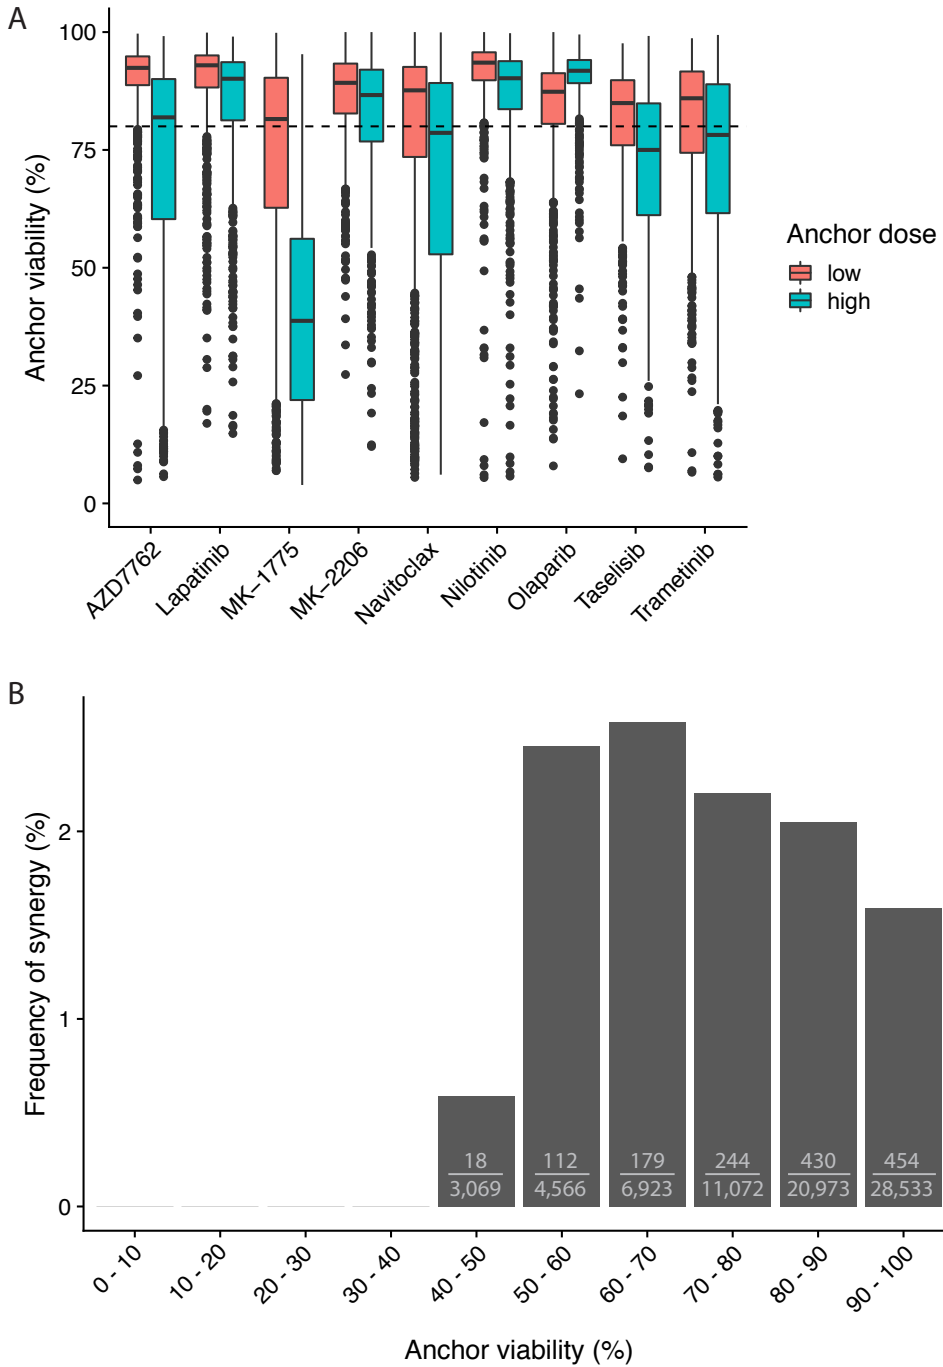 A
Anchor viability (%)
100
75
50
25
0
AZD7762
Lapatinib
MK−1775
MK−2206
Navitoclax
Nilotinib
Olaparib
Taselisib
Trametinib
Anchor dose
low
high
B
Frequency of synergy (%)
2
1
0
18
3,069
112
4,566
179
6,923
244
11,072
430
20,973
454
28,533
0 - 10
10 - 20
20 - 30
30 - 40
40 - 50
50 - 60
60 - 70
70 - 80
80 - 90
90 - 100
Anchor viability (%)